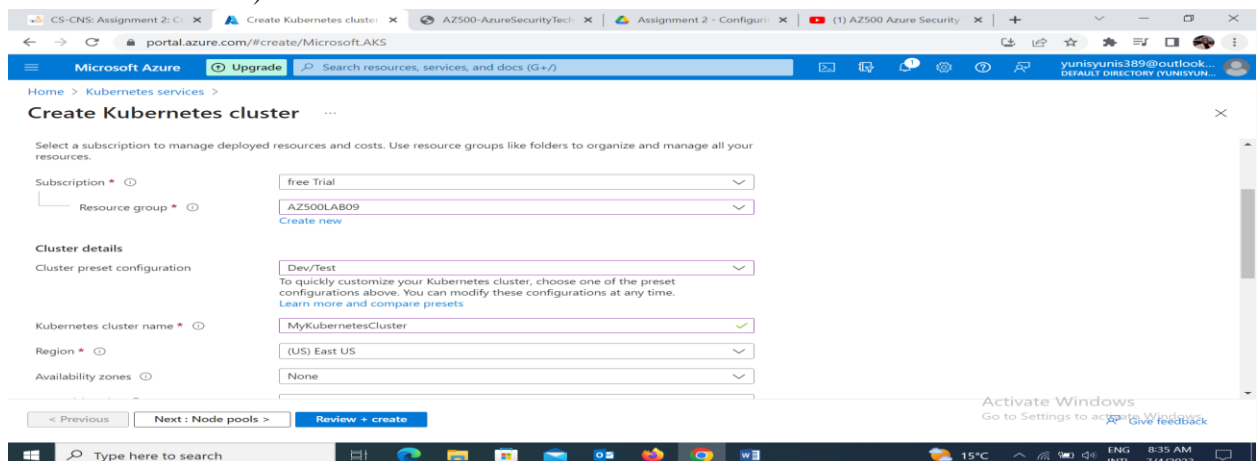 CS-CNS: Assignment 2: C
Create Kubernetes cluster
AZ500-AzureSecurityTech
Assignment 2 - Configuri
(1) AZ500 Azure Security
portal.azure.com/#create/Microsoft.AKS
Microsoft Azure
Upgrade
Search resources, services, and docs (G+/)
1
yunisyunis389@outlook...
DEFAULT DIRECTORY (YUNISYUN...
Home > Kubernetes services >
Create Kubernetes cluster ...
Select a subscription to manage deployed resources and costs. Use resource groups like folders to organize and manage all your
resources.
Subscription *
free Trial
Resource group *
AZ500LAB09
Create new
Cluster details
Cluster preset configuration
Dev/Test
To quickly customize your Kubernetes cluster, choose one of the preset
configurations above. You can modify these configurations at any time.
Learn more and compare presets
Kubernetes cluster name *
MyKubernetesCluster
Region *
(US) East US
Availability zones
None
< Previous
Next : Node pools >
Review + create
Activate Windows
Go to Settings to activate Windows.
Give feedback
Type here to search
15°C
ENG
INTL
8:35 AM